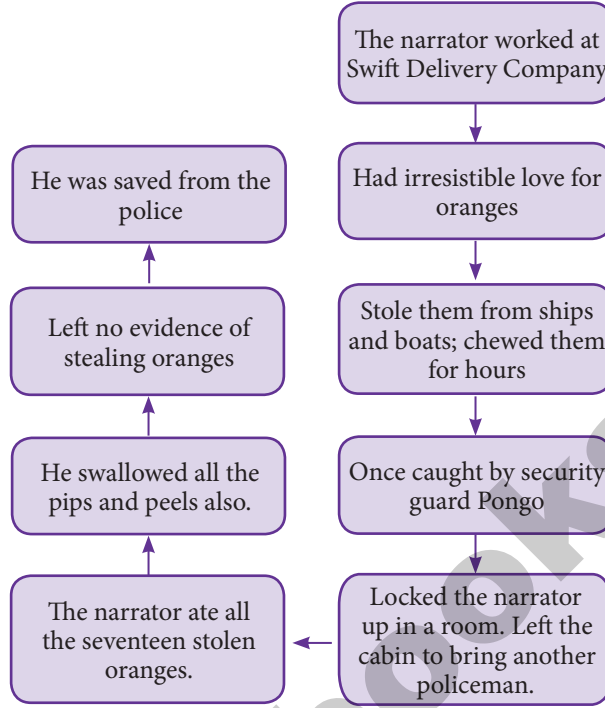 The narrator worked at
Swift Delivery Company
Had irresistible love for
oranges
Stole them from ships
and boats; chewed them
for hours
Once caught by security
guard Pongo
Locked the narrator
up in a room. Left the
cabin to bring another
policeman.
The narrator ate all
the seventeen stolen
oranges.
He swallowed all the
pips and peels also.
Left no evidence of
stealing oranges
He was saved from the
police